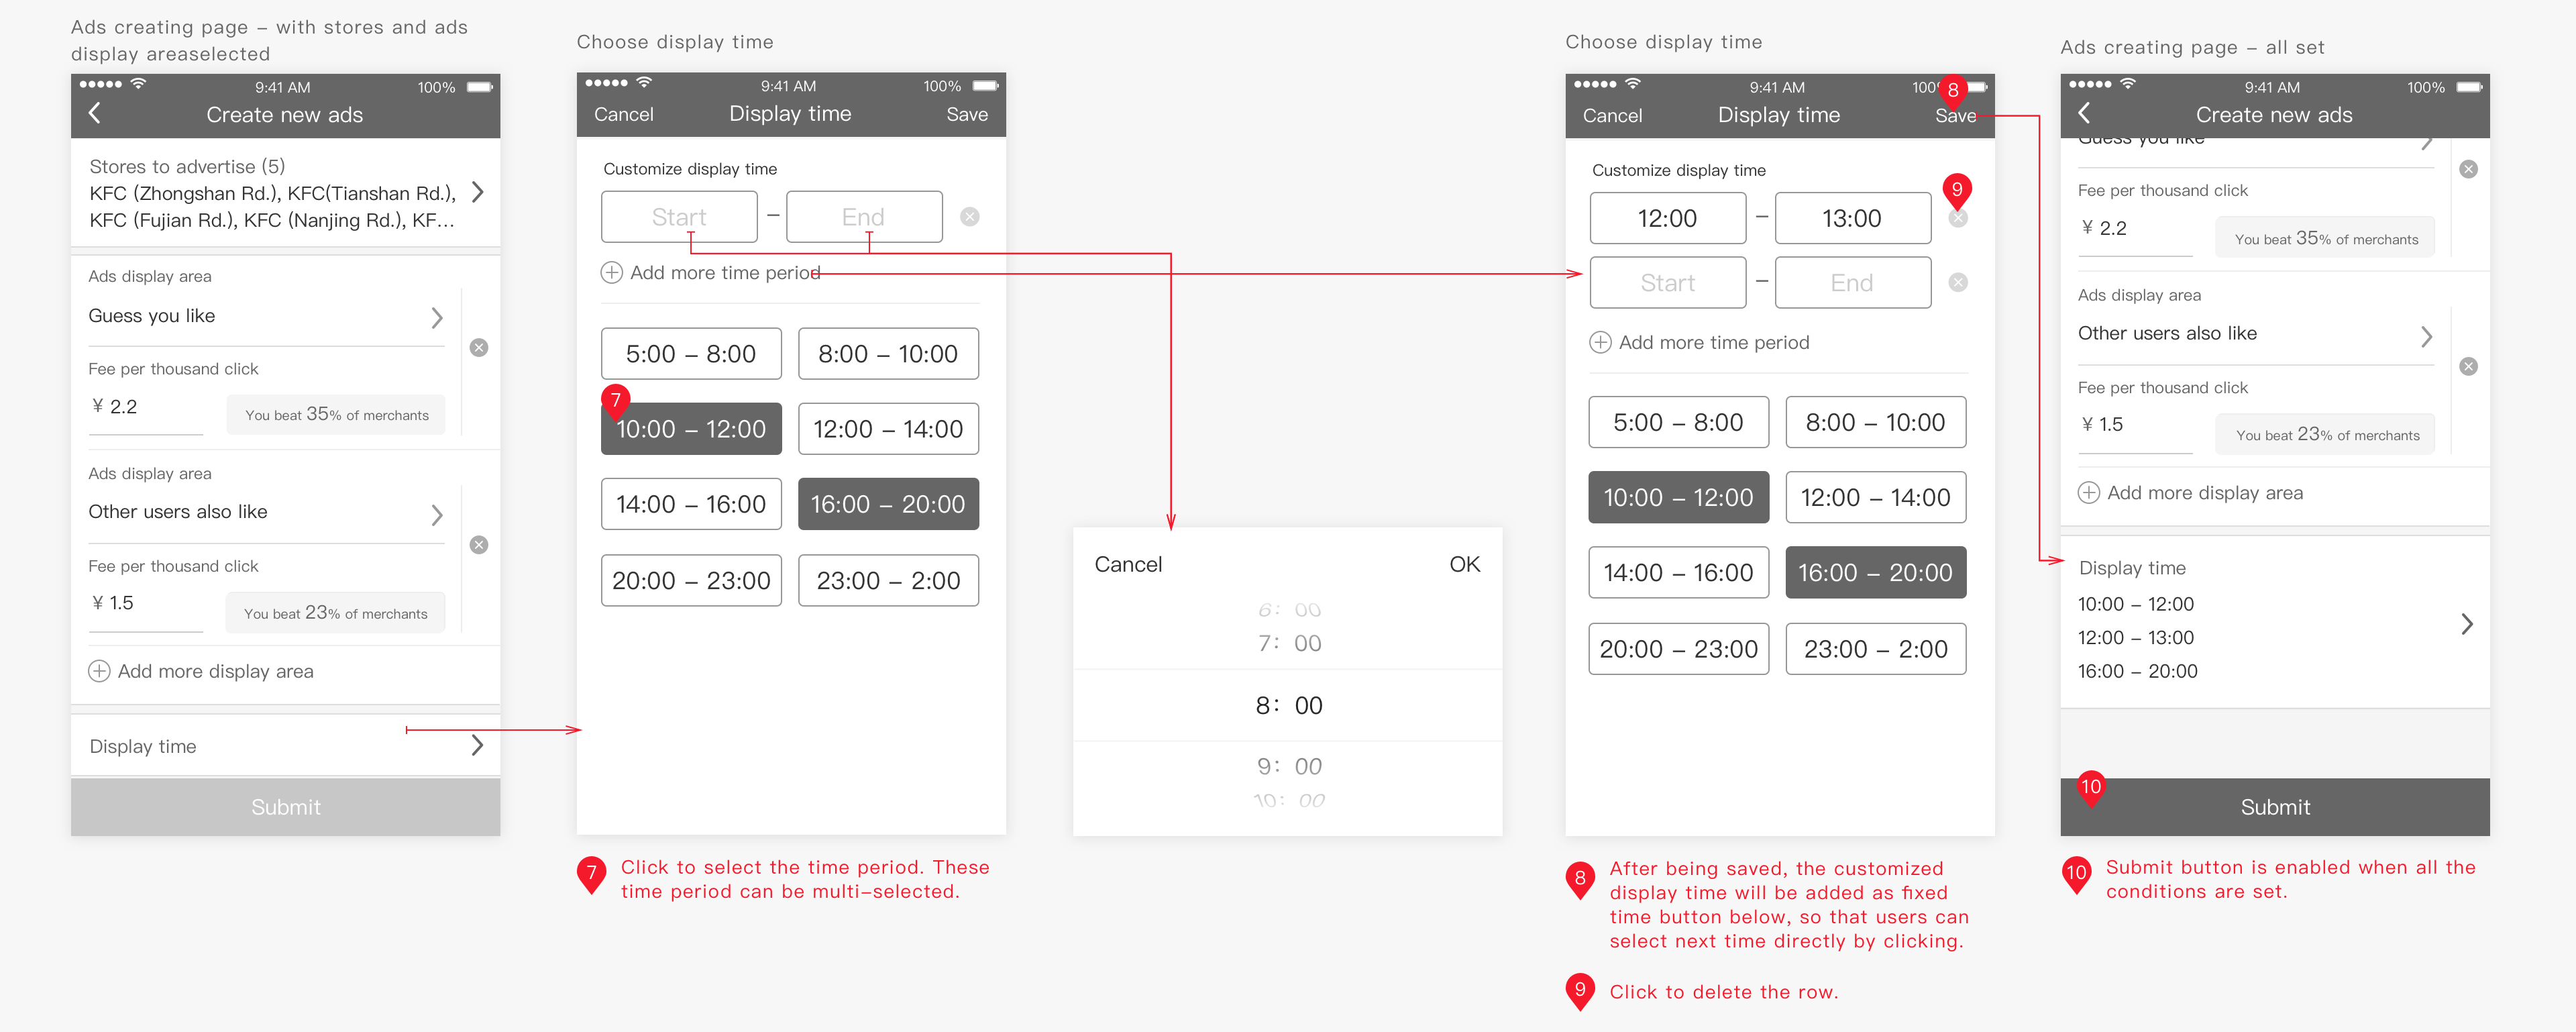 Ads creating page – with stores and ads
display areaselected
9:41 AM
100%
Create new ads
Stores to advertise (5)
KFC (Zhongshan Rd.), KFC(Tianshan Rd.),
KFC (Fujian Rd.), KFC (Nanjing Rd.), KF...
Ads display area
Guess you like
Fee per thousand click
¥ 2.2
You beat 35% of merchants
Ads display area
Other users also like
Fee per thousand click
¥ 1.5
You beat 23% of merchants
Add more display area
Display time
Submit
Choose display time
9:41 AM
100%
Cancel
Display time
Save
Customize display time
Start – End
Add more time period
5:00 – 8:00
8:00 – 10:00
7
10:00 – 12:00
12:00 – 14:00
14:00 – 16:00
16:00 – 20:00
20:00 – 23:00
23:00 – 2:00
7 Click to select the time period. These
time period can be multi–selected.
Cancel
OK
6: 00
7: 00
8: 00
9: 00
10: 00
Choose display time
9:41 AM
100
8
Cancel
Display time
Save
Customize display time
9
12:00 – 13:00
Start – End
Add more time period
5:00 – 8:00
8:00 – 10:00
10:00 – 12:00
12:00 – 14:00
14:00 – 16:00
16:00 – 20:00
20:00 – 23:00
23:00 – 2:00
8 After being saved, the customized
display time will be added as fixed
time button below, so that users can
select next time directly by clicking.
9 Click to delete the row.
Ads creating page – all set
9:41 AM
100%
Create new ads
Guess you like
Fee per thousand click
¥ 2.2
You beat 35% of merchants
Ads display area
Other users also like
Fee per thousand click
¥ 1.5
You beat 23% of merchants
Add more display area
Display time
10:00 – 12:00
12:00 – 13:00
16:00 – 20:00
10
Submit
10 Submit button is enabled when all the
conditions are set.